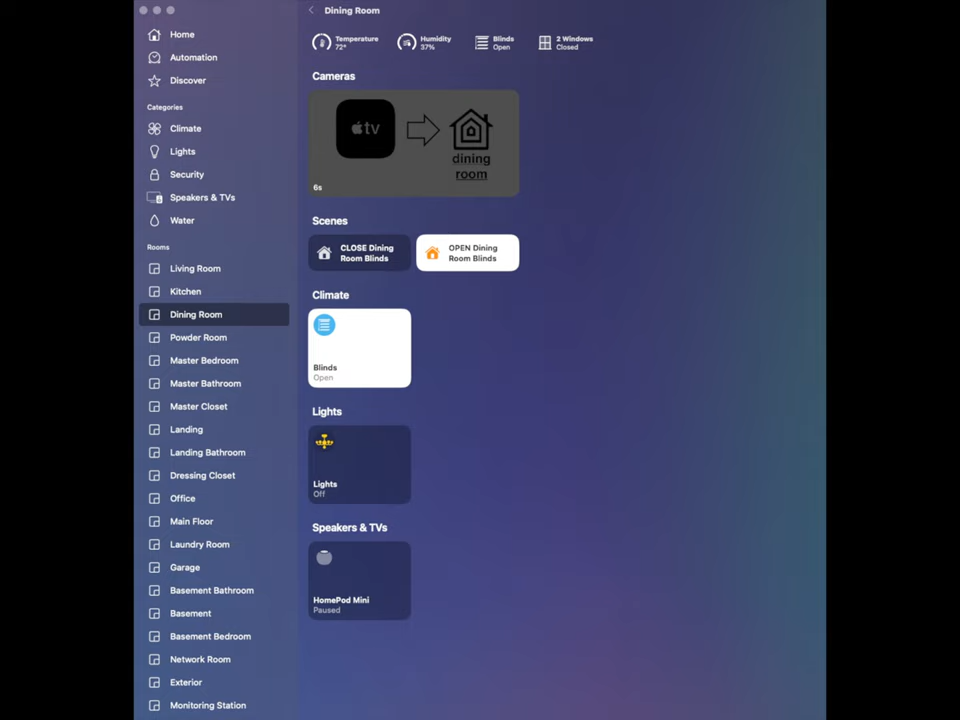 Home
Automation
Discover
Categories
Climate
Lights
Security
Speakers & TVs
Water
Rooms
Living Room
Kitchen
Dining Room
Powder Room
Master Bedroom
Master Bathroom
Master Closet
Landing
Landing Bathroom
Dressing Closet
Office
Main Floor
Laundry Room
Garage
Basement Bathroom
Basement
Basement Bedroom
Network Room
Exterior
Monitoring Station
Dining Room
Temperature
72°
Humidity
37%
Blinds
Open
2 Windows
Closed
Cameras
tv
dining
room
6s
Scenes
CLOSE Dining
Room Blinds
OPEN Dining
Room Blinds
Climate
Blinds
Open
Lights
Lights
Off
Speakers & TVs
HomePod Mini
Paused